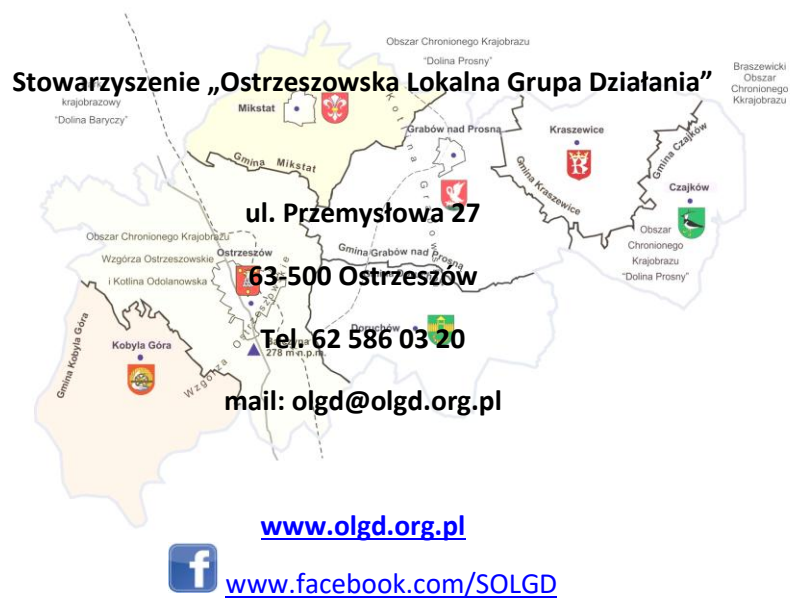 Obszar Chronionego Krajobrazu
"Dolina Prosny"
Braszewicki
Obszar
Chronionego
Kkrajobrazu
Stowarzyszenie „Ostrzeszowska Lokalna Grupa Działania”
krajobrazowy
"Dolina Baryczy"
Mikstat
Grabów nad Prosną
Kraszewice
Gmina Mikstat
Gmina Kraszewice
Gmina Czajków
Czajków
ul. Przemysłowa 27
Obszar
Chronionego
Krajobrazu
"Dolina Prosny"
Obszar Chronionego Krajobrazu
Wzgórza Ostrzeszowskie
i Kotlina Odolanowska
Ostrzeszów
Gmina Grabów nad Prosną
63-500 Ostrzeszów
Gmina Kobyla Góra
Kobyla Góra
Wzgórza Ostrzeszowskie
Doruchów
Tel. 62 586 03 20
278 m n.p.m.
mail: olgd@olgd.org.pl
www.olgd.org.pl
f
www.facebook.com/SOLGD